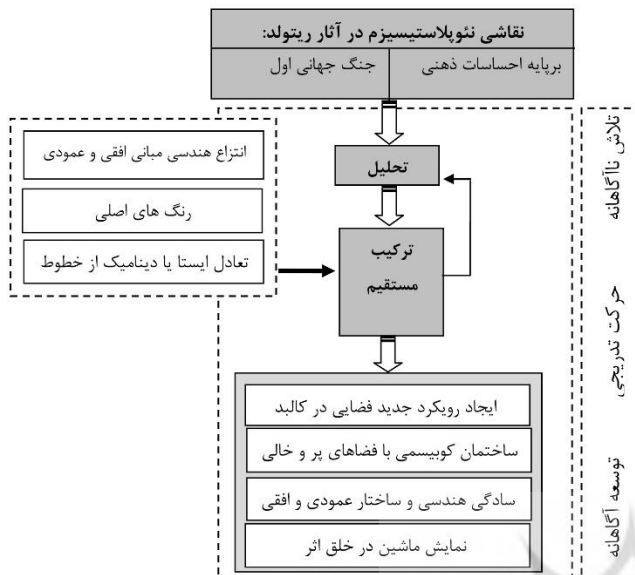 نقاشی نئوپلاستیسیزم در آثار ریتولد:
برپایه احساسات ذهنی
جنگ جهانی اول
تحلیل
ترکیب
مستقیم
انتزاع هندسی مبانی افقی و عمودی
رنگ های اصلی
تعادل ایستا یا دینامیک از خطوط
ایجاد رویکرد جدید فضایی در کالبد
ساختمان کوبیسمی با فضاهای پر و خالی
سادگی هندسی و ساختار عمودی و افقی
نمایش ماشین در خلق اثر
تلاش ناآگاهانه
حرکت تدریجی
توسعه آگاهانه